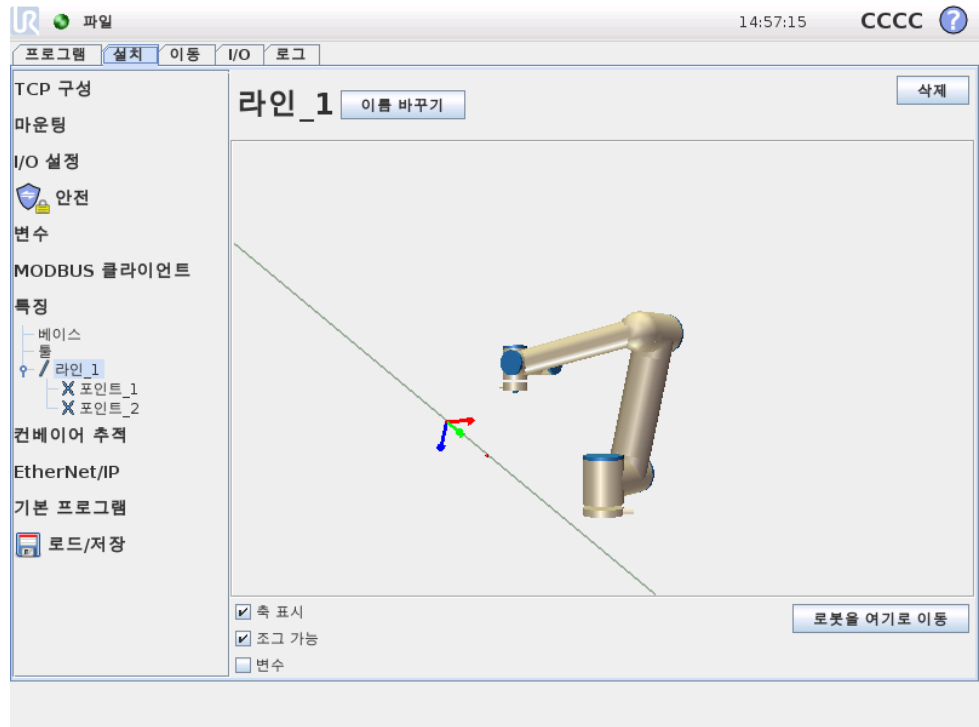 UR 파일 14:57:15 CCCC ?
프로그램 설치 이동 I/O 로그
TCP 구성
마운팅
I/O 설정
안전
변수
MODBUS 클라이언트
특징
베이스
툴
라인_1
포인트_1
포인트_2
컨베이어 추적
EtherNet/IP
기본 프로그램
로드/저장
라인_1 이름 바꾸기 삭제
축 표시
조그 가능
변수
로봇을 여기로 이동